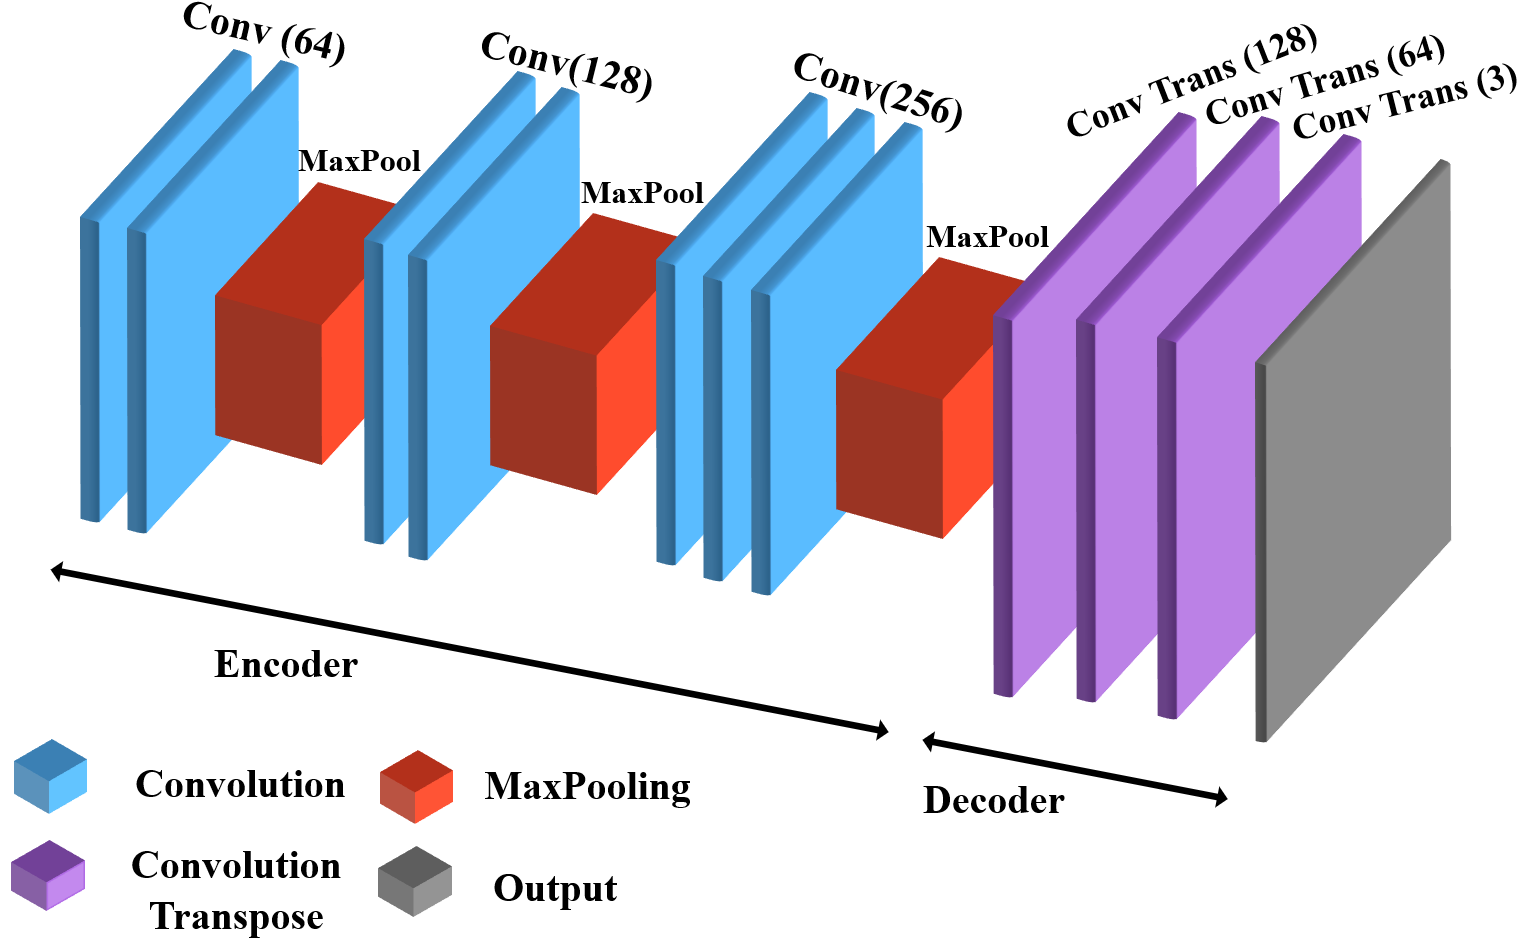 Conv (64)
Conv(128)
Conv(256)
Conv Trans (128)
Conv Trans (64)
Conv Trans (3)
MaxPool
MaxPool
MaxPool
Encoder
Decoder
Convolution
MaxPooling
Convolution
Transpose
Output